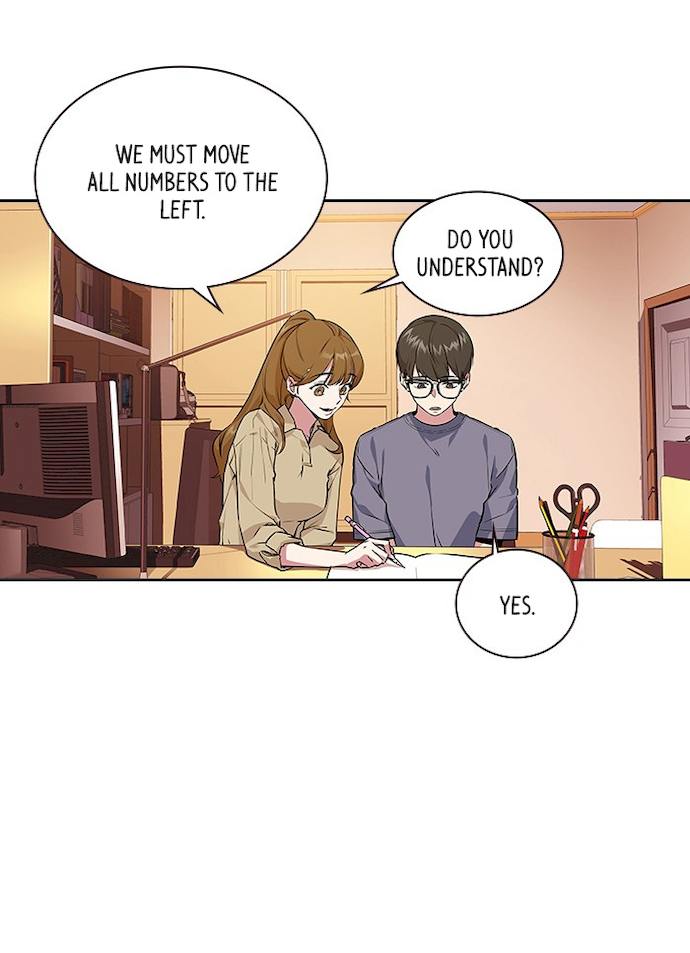 WE MUST MOVE
ALL NUMBERS TO THE
LEFT.
DO YOU
UNDERSTAND?
YES.